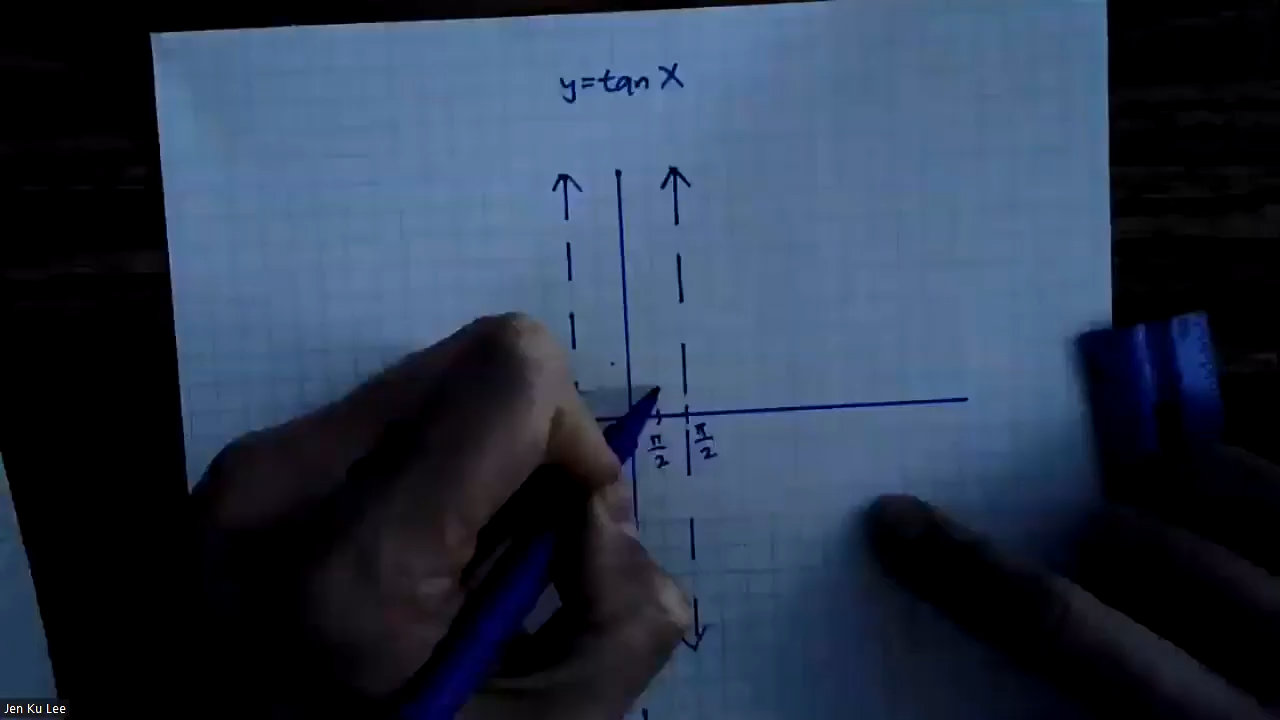 y=tan X
π/2 π/2
Jen Ku Lee